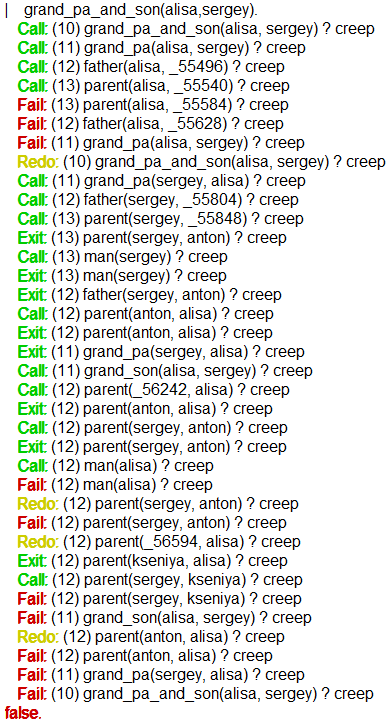 | grand_pa_and_son(alisa,sergey).
Call: (10) grand_pa_and_son(alisa, sergey) ? creep
Call: (11) grand_pa(alisa, sergey) ? creep
Call: (12) father(alisa, _55496) ? creep
Call: (13) parent(alisa, _55540) ? creep
Fail: (13) parent(alisa, _55584) ? creep
Fail: (12) father(alisa, _55628) ? creep
Fail: (11) grand_pa(alisa, sergey) ? creep
Redo: (10) grand_pa_and_son(alisa, sergey) ? creep
Call: (11) grand_pa(sergey, alisa) ? creep
Call: (12) father(sergey, _55804) ? creep
Call: (13) parent(sergey, _55848) ? creep
Exit: (13) parent(sergey, anton) ? creep
Call: (13) man(sergey) ? creep
Exit: (13) man(sergey) ? creep
Exit: (12) father(sergey, anton) ? creep
Call: (12) parent(anton, alisa) ? creep
Exit: (12) parent(anton, alisa) ? creep
Exit: (11) grand_pa(sergey, alisa) ? creep
Call: (11) grand_son(alisa, sergey) ? creep
Call: (12) parent(_56242, alisa) ? creep
Exit: (12) parent(anton, alisa) ? creep
Call: (12) parent(sergey, anton) ? creep
Exit: (12) parent(sergey, anton) ? creep
Call: (12) man(alisa) ? creep
Fail: (12) man(alisa) ? creep
Redo: (12) parent(sergey, anton) ? creep
Fail: (12) parent(sergey, anton) ? creep
Redo: (12) parent(_56594, alisa) ? creep
Exit: (12) parent(kseniya, alisa) ? creep
Call: (12) parent(sergey, kseniya) ? creep
Fail: (12) parent(sergey, kseniya) ? creep
Fail: (11) grand_son(alisa, sergey) ? creep
Redo: (12) parent(anton, alisa) ? creep
Fail: (12) parent(anton, alisa) ? creep
Fail: (11) grand_pa(sergey, alisa) ? creep
Fail: (10) grand_pa_and_son(alisa, sergey) ? creep
false.